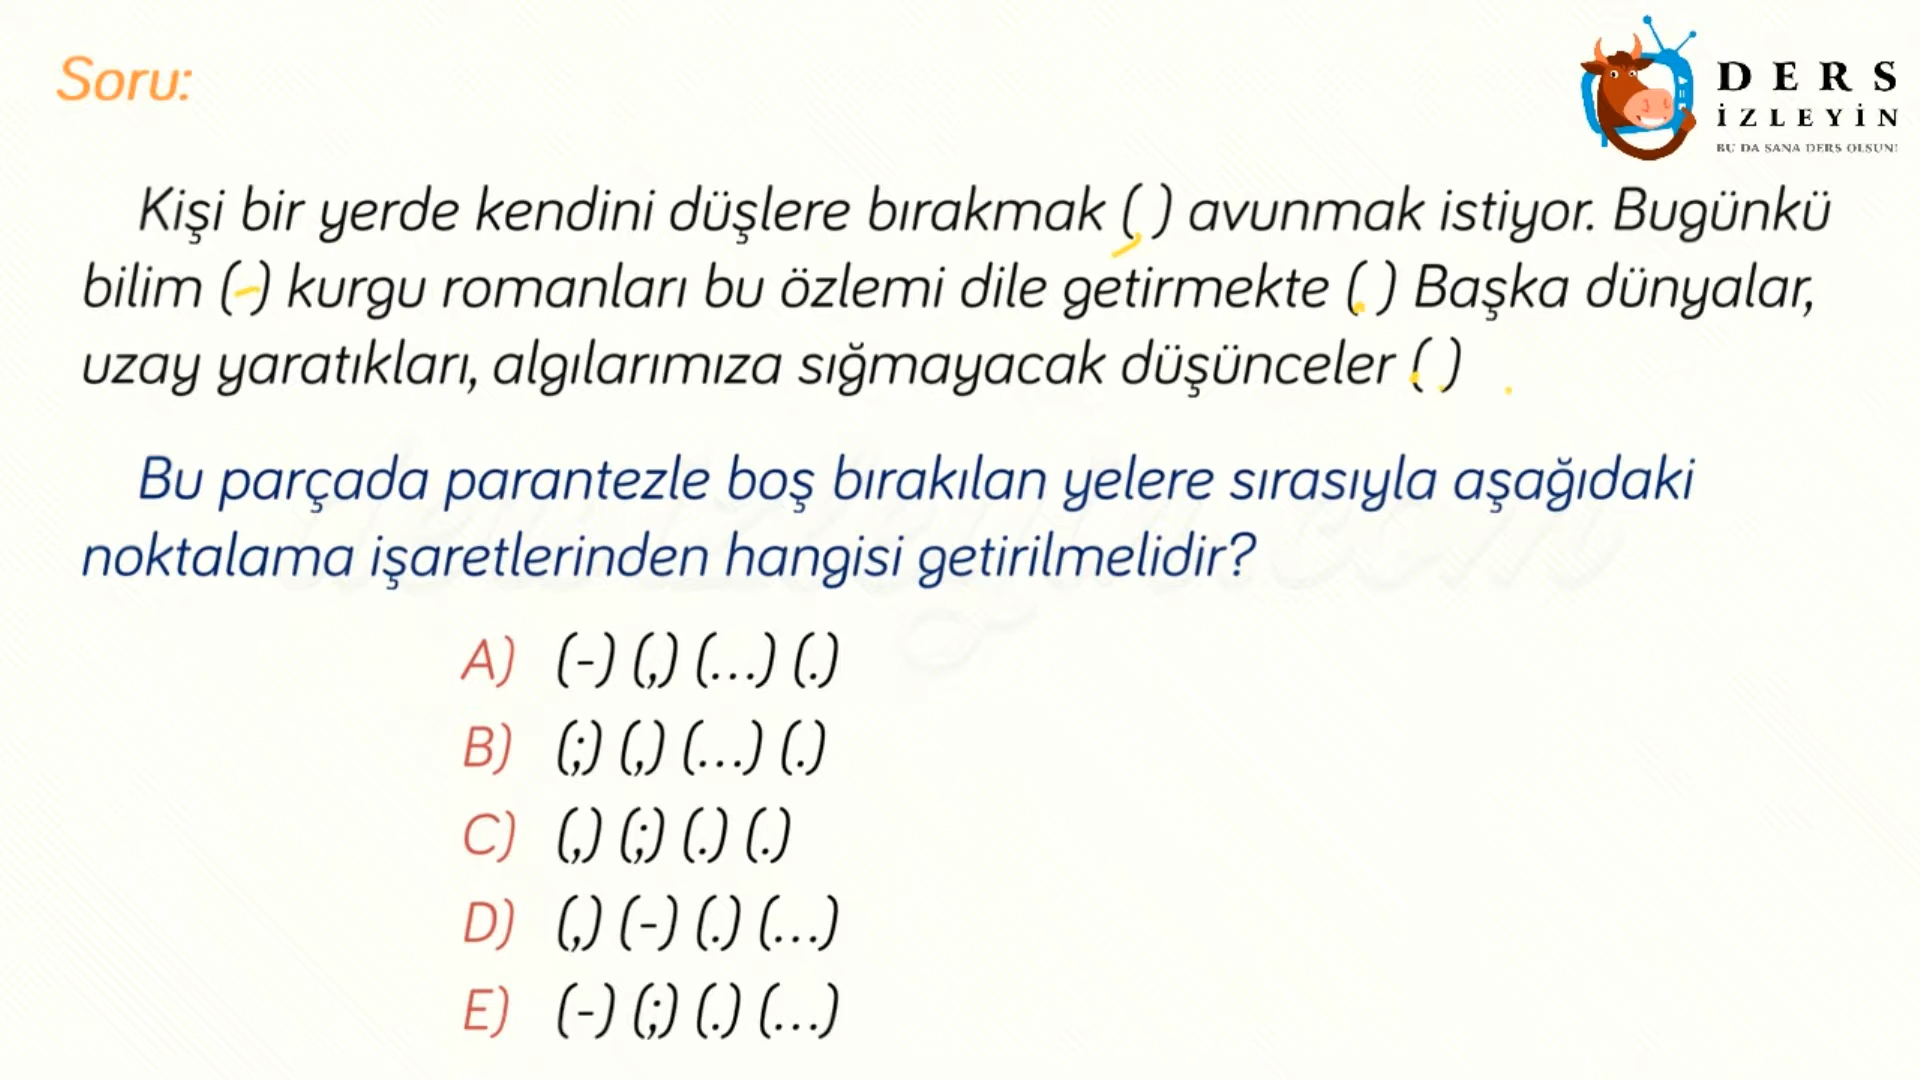 Soru:
DERS
İZLEYİN
BU DA SANA DERS OLSUN!
Kişi bir yerde kendini düşlere bırakmak (,) avunmak istiyor. Bugünkü
bilim (-) kurgu romanları bu özlemi dile getirmekte (.) Başka dünyalar,
uzay yaratıkları, algılarımıza sığmayacak düşünceler (...)
Bu parçada parantezle boş bırakılan yelere sırasıyla aşağıdaki
noktalama işaretlerinden hangisi getirilmelidir?
A) (-) (,) (...) (.)
B) (;) (,) (...) (.)
C) (,) (;) (.) (.)
D) (,) (-) (.) (...)
E) (-) (;) (.) (...)